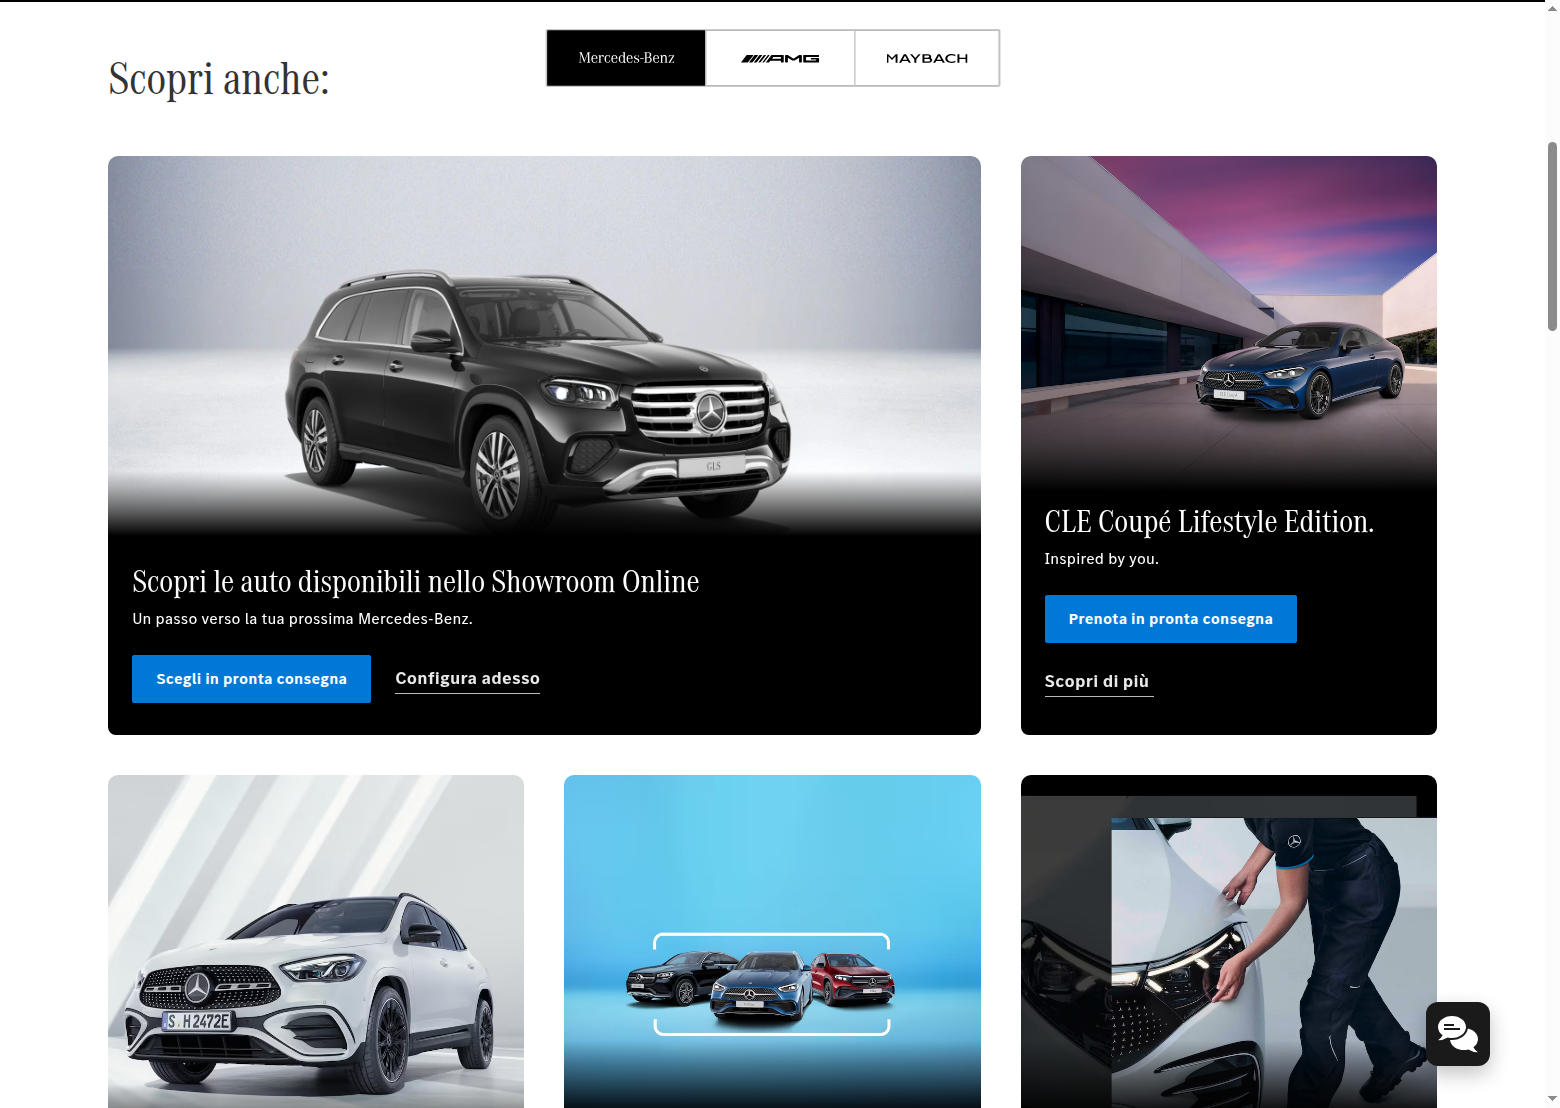 Scopri anche:
Mercedes-Benz
AMG
MAYBACH
GLS
Scopri le auto disponibili nello Showroom Online
Un passo verso la tua prossima Mercedes-Benz.
Scegli in pronta consegna
Configura adesso
CLE Coupé Lifestyle Edition.
Inspired by you.
Prenota in pronta consegna
Scopri di più
S H 2472E